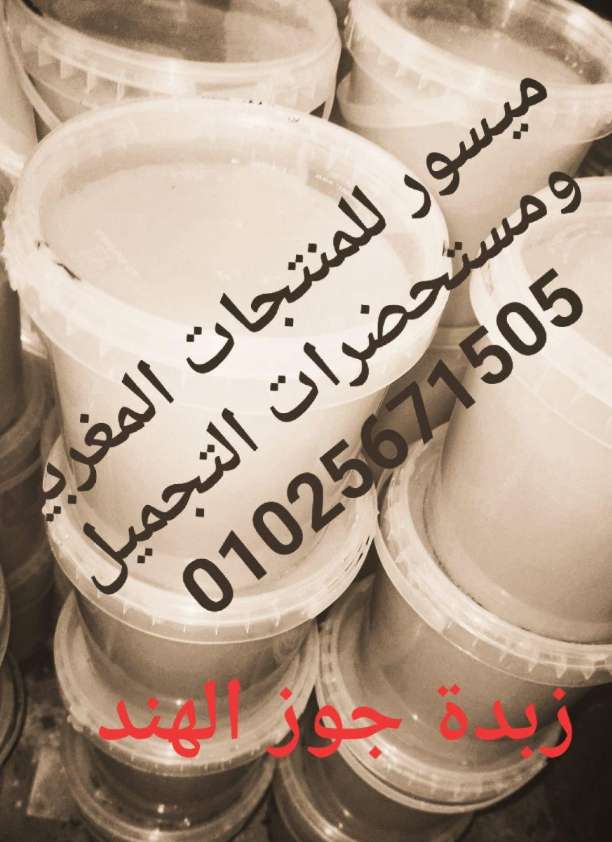 ميسور للمنتجات المغربي
ومستحضرات التجميل
01025671505
زبدة جوز الهند